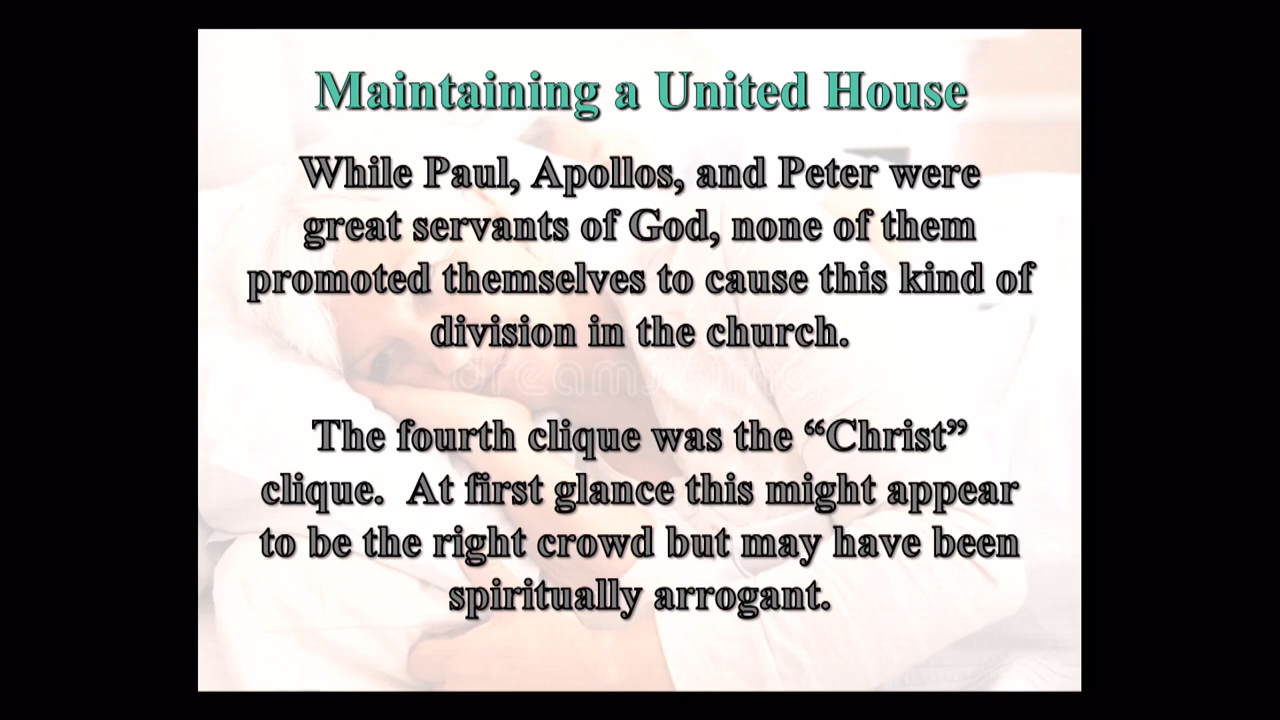 Maintaining a United House
While Paul, Apollos, and Peter were
great servants of God, none of them
promoted themselves to cause this kind of
division in the church.
dreamstime
The fourth clique was the “Christ”
clique.  At first glance this might appear
to be the right crowd but may have been
spiritually arrogant.